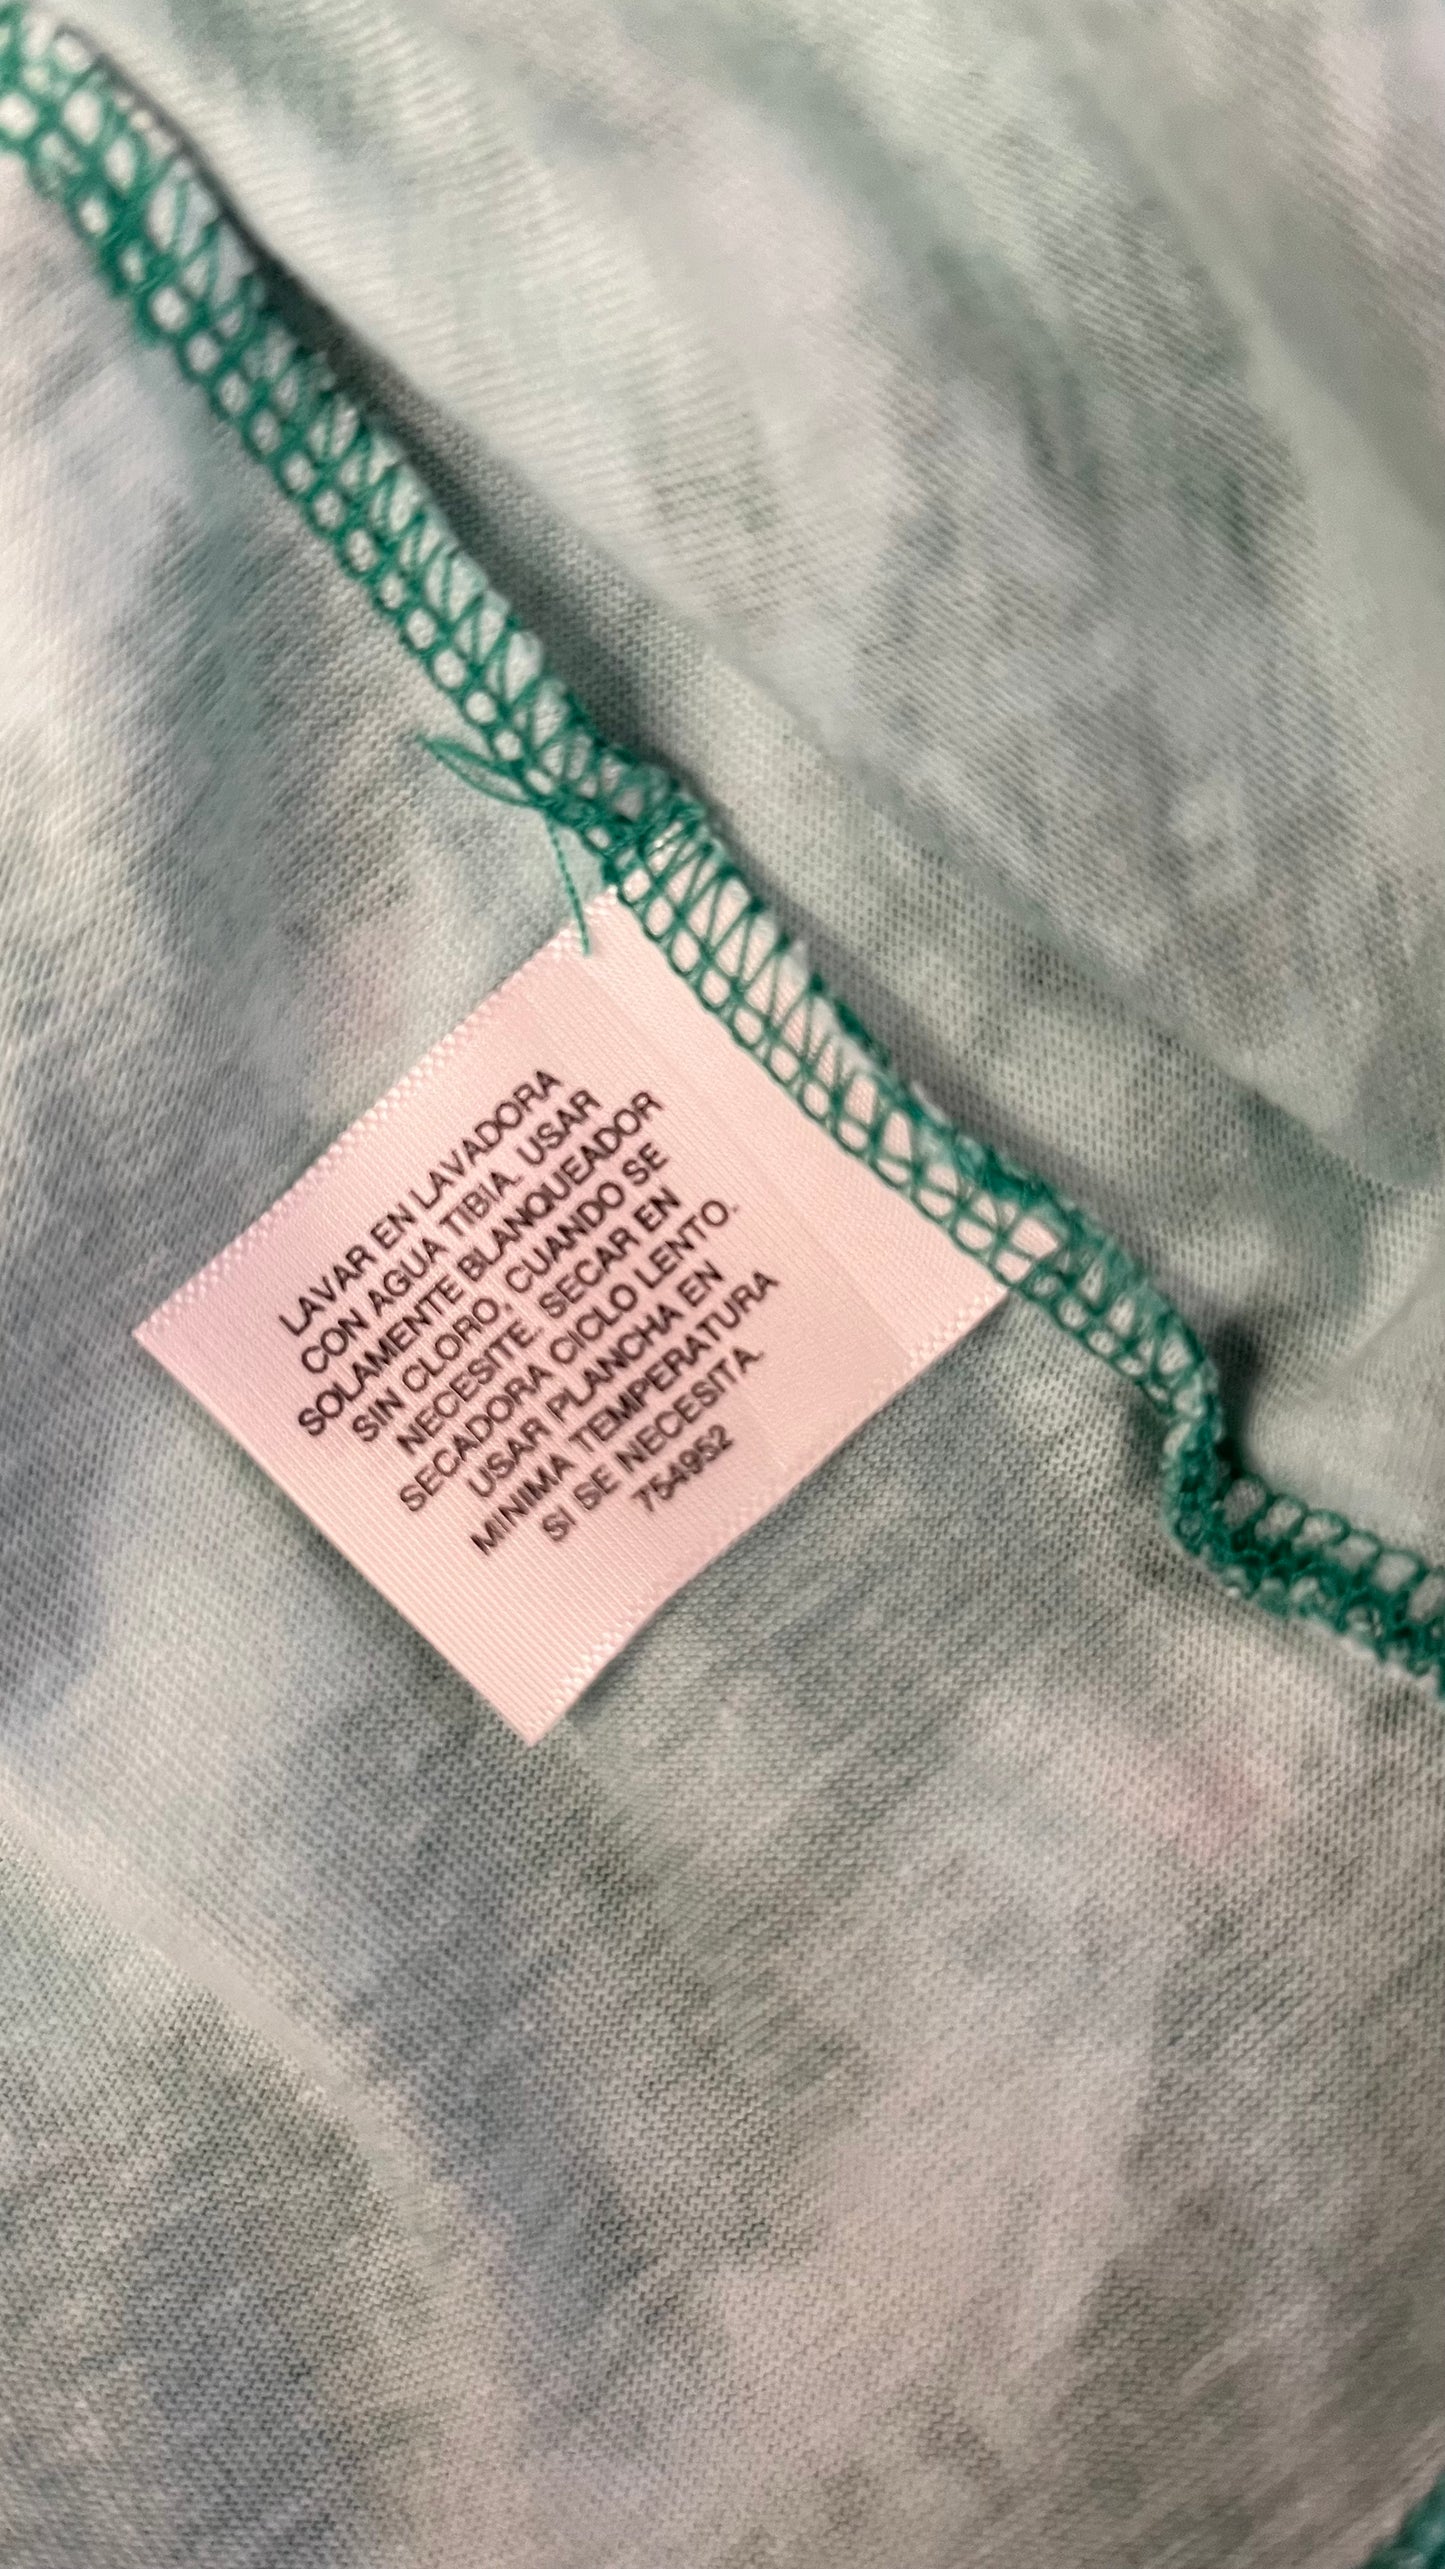 LAVAR EN LAVADORA
CON AGUA TIBIA. USAR
SOLAMENTE BLANQUEADOR
SIN CLORO, CUANDO SE
NECESITE. SECAR EN
SECADORA CICLO LENTO.
USAR PLANCHA EN
MINIMA TEMPERATURA
SI SE NECESITA.
754952